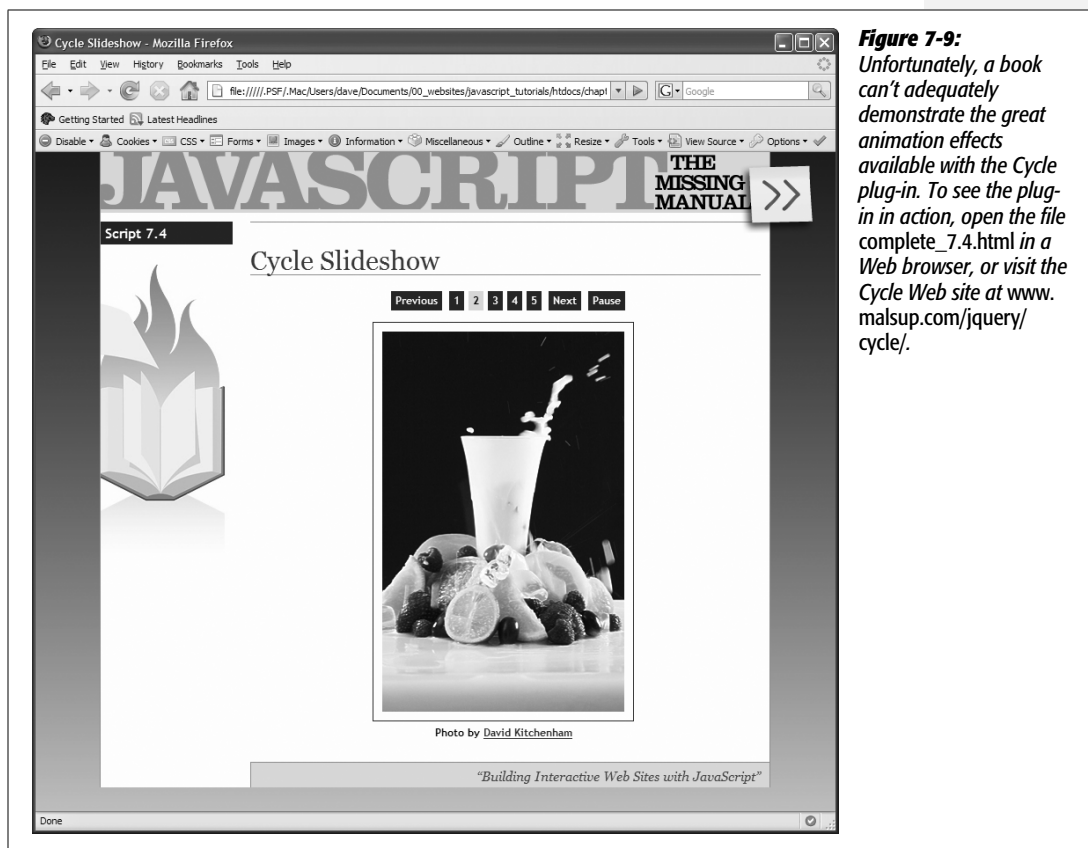 Cycle Slideshow - Mozilla Firefox
File Edit View History Bookmarks Tools Help
file://///.PSF/.Mac/Users/dave/Documents/00_websites/javascript_tutorials/htdocs/chapt
Google
Getting Started Latest Headlines
Disable Cookies CSS Forms Images Information Miscellaneous Outline Resize Tools View Source Options
JAVASCRIPT
THE
MISSING
MANUAL
>>
Script 7.4
Cycle Slideshow
Previous 1 2 3 4 5 Next Pause
Photo by David Kitchenham
“Building Interactive Web Sites with JavaScript”
Done
Figure 7-9:
Unfortunately, a book
can’t adequately
demonstrate the great
animation effects
available with the Cycle
plug-in. To see the plug-
in in action, open the file
complete_7.4.html in a
Web browser, or visit the
Cycle Web site at www.
malsup.com/jquery/
cycle/.